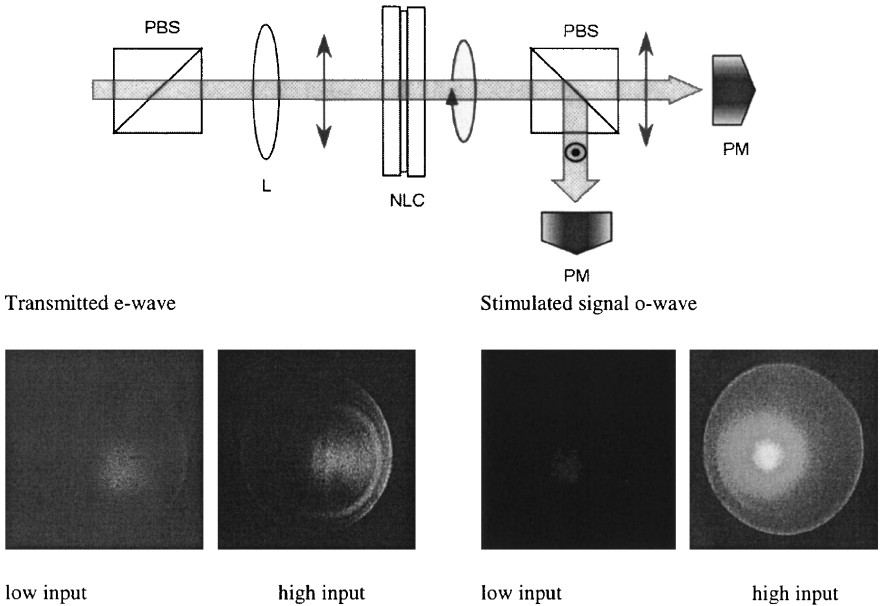 PBS
PBS
L
NLC
PM
PM
Transmitted e-wave
Stimulated signal o-wave
low input
high input
low input
high input